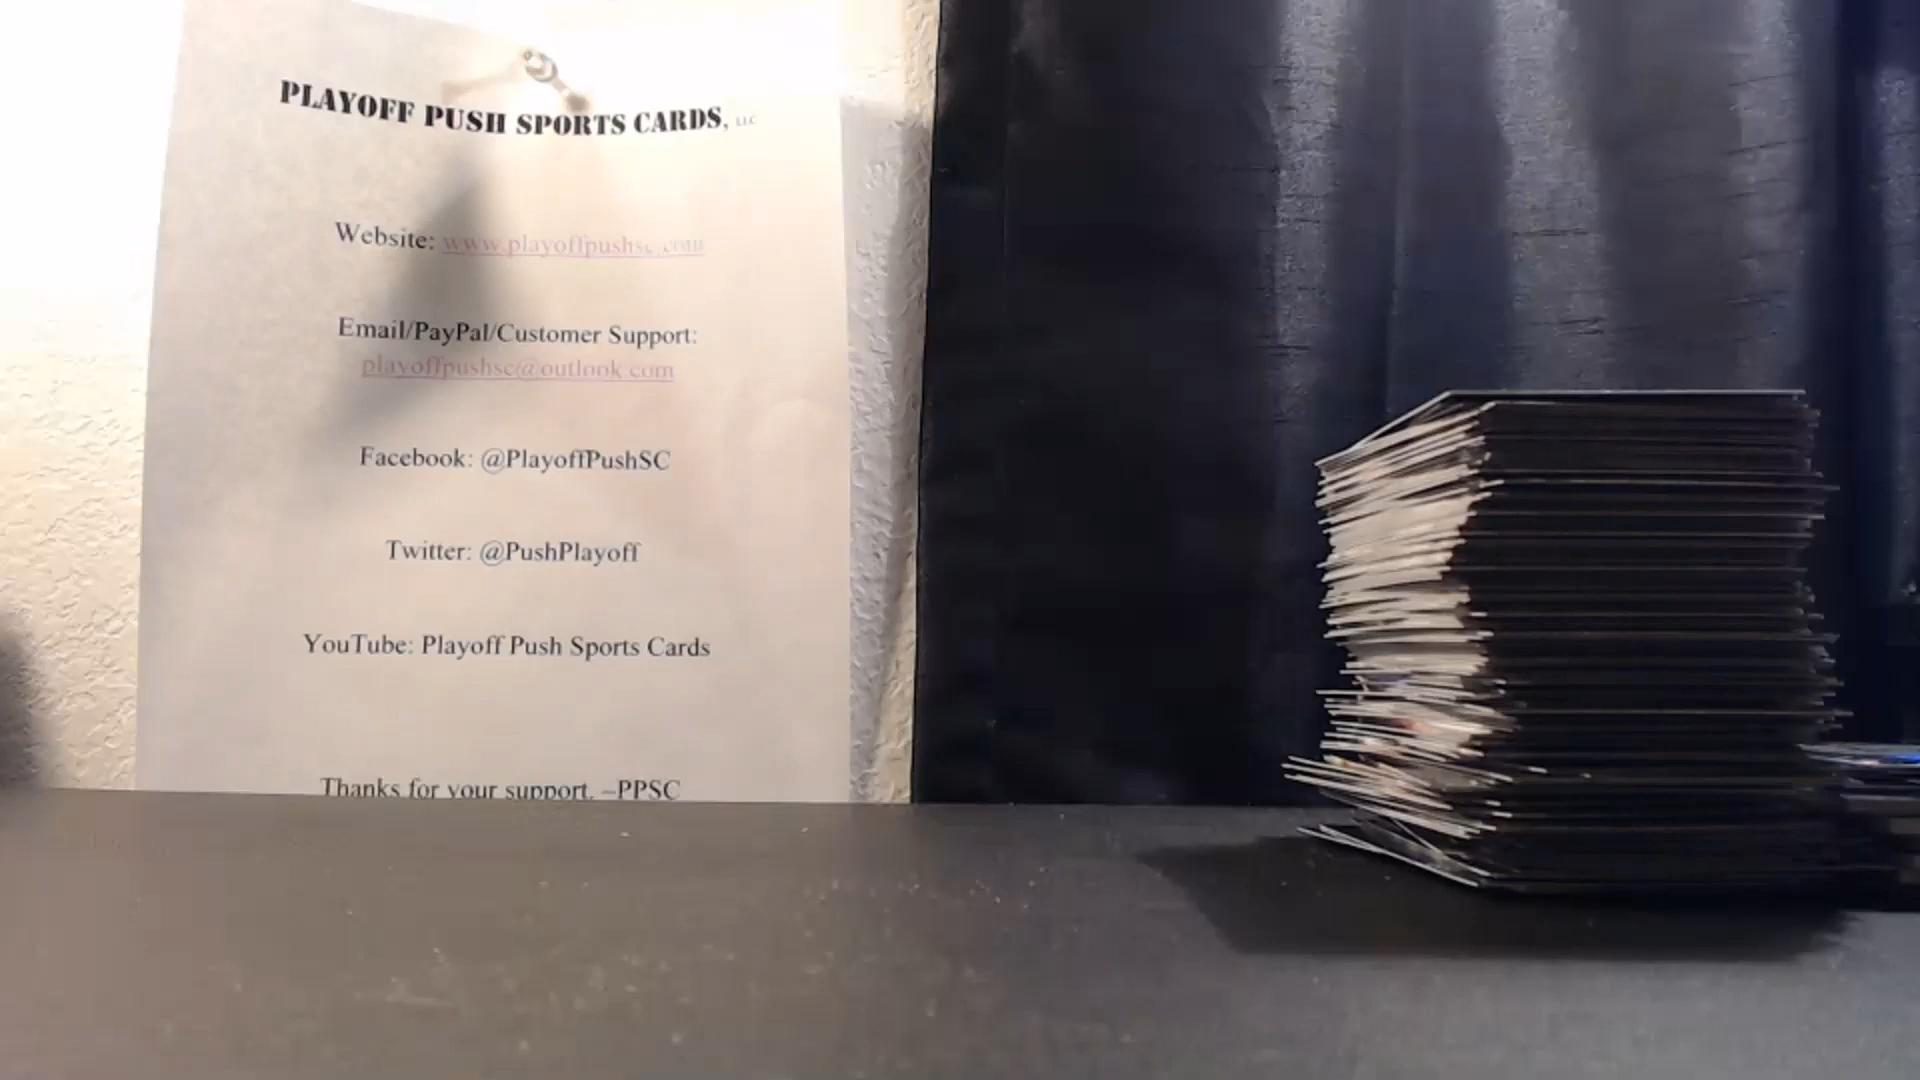 PLAYOFF PUSH SPORTS CARDS, LLC
Website: www.playoffpushsc.com
Email/PayPal/Customer Support:
playoffpushsc@outlook.com
Facebook: @PlayoffPushSC
Twitter: @PushPlayoff
YouTube: Playoff Push Sports Cards
Thanks for your support. –PPSC